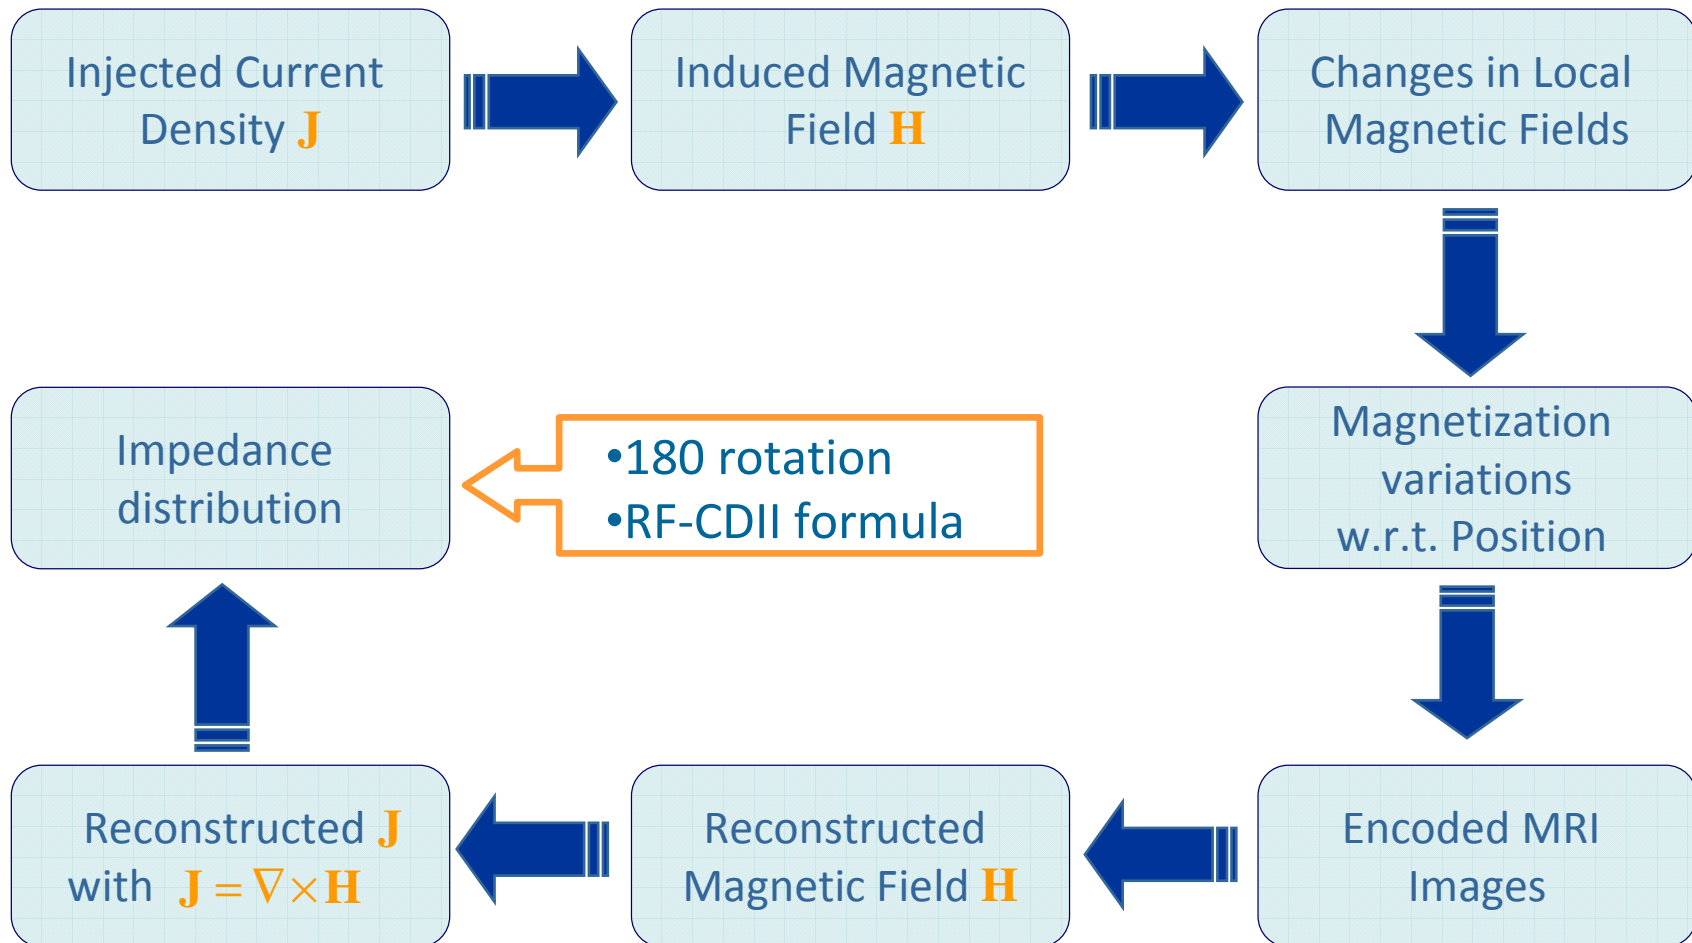 Injected Current
Density J
Induced Magnetic
Field H
Changes in Local
Magnetic Fields
Magnetization
variations
w.r.t. Position
Encoded MRI
Images
Reconstructed
Magnetic Field H
Reconstructed J
with J = ∇×H
Impedance
distribution
•180 rotation
•RF-CDII formula